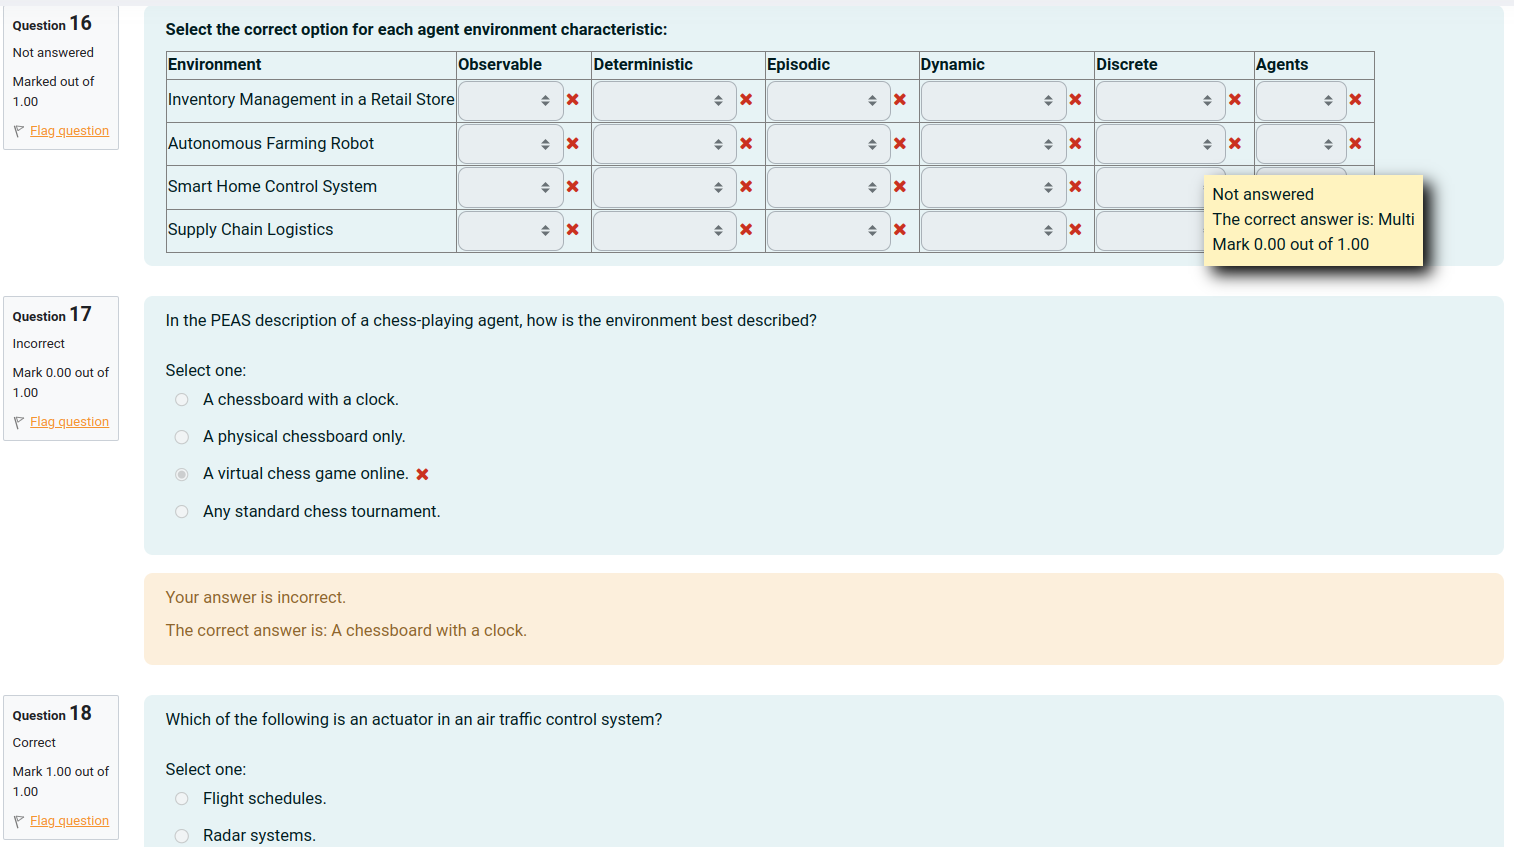 Question 16
Not answered
Marked out of
1.00
Flag question
Select the correct option for each agent environment characteristic:
Environment Observable Deterministic Episodic Dynamic Discrete Agents
Inventory Management in a Retail Store
Autonomous Farming Robot
Smart Home Control System
Supply Chain Logistics
Not answered
The correct answer is: Multi
Mark 0.00 out of 1.00
Question 17
Incorrect
Mark 0.00 out of
1.00
Flag question
In the PEAS description of a chess-playing agent, how is the environment best described?
Select one:
A chessboard with a clock.
A physical chessboard only.
A virtual chess game online.
Any standard chess tournament.
Your answer is incorrect.
The correct answer is: A chessboard with a clock.
Question 18
Correct
Mark 1.00 out of
1.00
Flag question
Which of the following is an actuator in an air traffic control system?
Select one:
Flight schedules.
Radar systems.